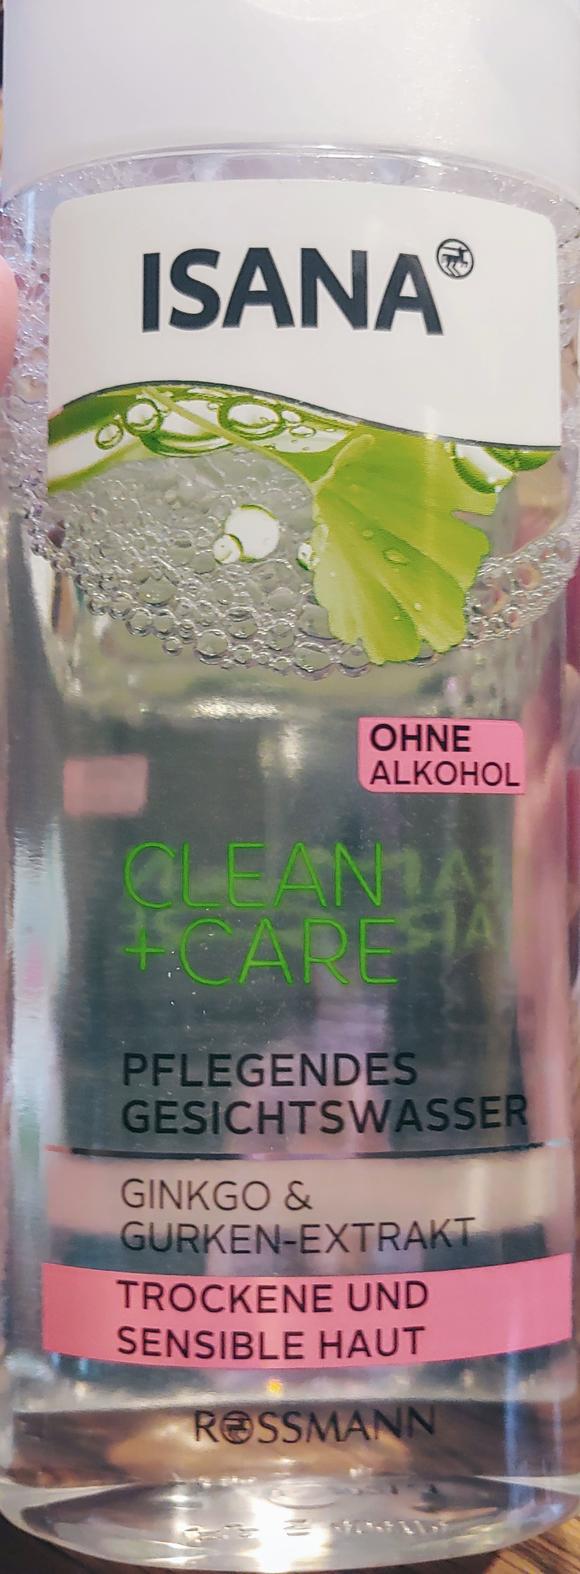 ISANA
OHNE
ALKOHOL
CLEAN
+CARE
PFLEGENDES
GESICHTSWASSER
GINKGO &
GURKEN-EXTRAKT
TROCKENE UND
SENSIBLE HAUT
ROSSMANN